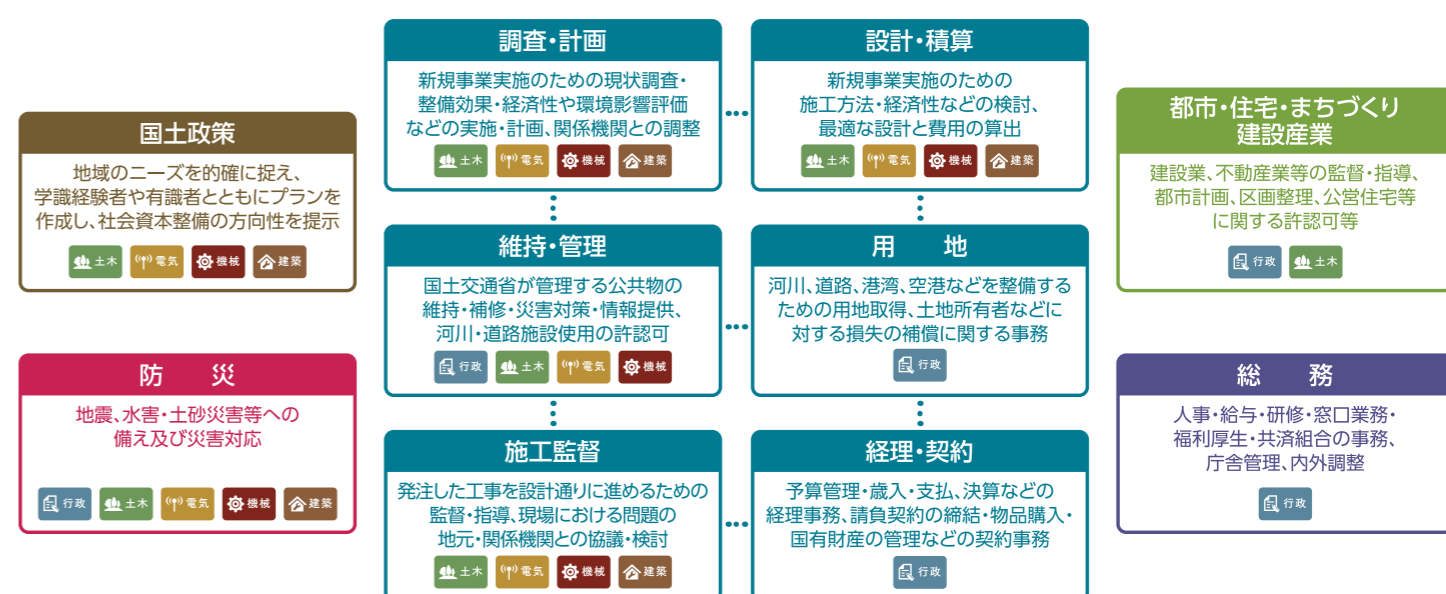 国土政策
地域のニーズを的確に捉え、
学識経験者や有識者とともにプランを
作成し、社会資本整備の方向性を提示
土木 電気 機械 建築
防 災
地震、水害・土砂災害等への
備え及び災害対応
行政 土木 電気 機械 建築
調査・計画
新規事業実施のための現状調査・
整備効果・経済性や環境影響評価
などの実施・計画、関係機関との調整
土木 電気 機械 建築
設計・積算
新規事業実施のための
施工方法・経済性などの検討、
最適な設計と費用の算出
土木 電気 機械 建築
維持・管理
国土交通省が管理する公共物の
維持・補修・災害対策・情報提供、
河川・道路施設使用の許認可
行政 土木 電気 機械
用 地
河川、道路、港湾、空港などを整備する
ための用地取得、土地所有者などに
対する損失の補償に関する事務
行政
施工監督
発注した工事を設計通りに進めるための
監督・指導、現場における問題の
地元・関係機関との協議・検討
土木 電気 機械 建築
経理・契約
予算管理・歳入・支払、決算などの
経理事務、請負契約の締結・物品購入・
国有財産の管理などの契約事務
行政
都市・住宅・まちづくり
建設産業
建設業、不動産業等の監督・指導、
都市計画、区画整理、公営住宅等
に関する許認可等
行政 土木
総 務
人事・給与・研修・窓口業務・
福利厚生・共済組合の事務、
庁舎管理、内外調整
行政